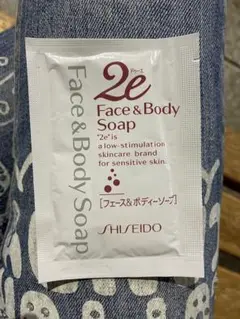 Face & Body Soap
2e
ドゥーエ
Face & Body
Soap
"2e" is
a low-stimulation
skincare brand
for sensitive skin.
[フェース&ボディーソープ]
SHISEIDO